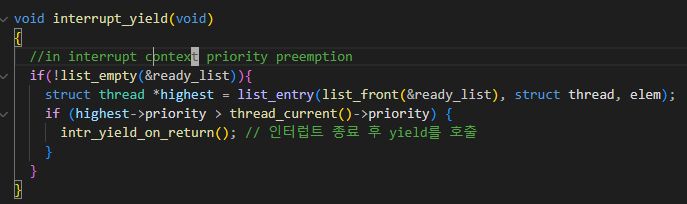 void interrupt_yield(void)
{
  //in interrupt context priority preemption
  if(!list_empty(&ready_list)){
    struct thread *highest = list_entry(list_front(&ready_list), struct thread, elem);
    if (highest->priority > thread_current()->priority) {
      intr_yield_on_return(); // 인터럽트 종료 후 yield를 호출
    }
  }
}